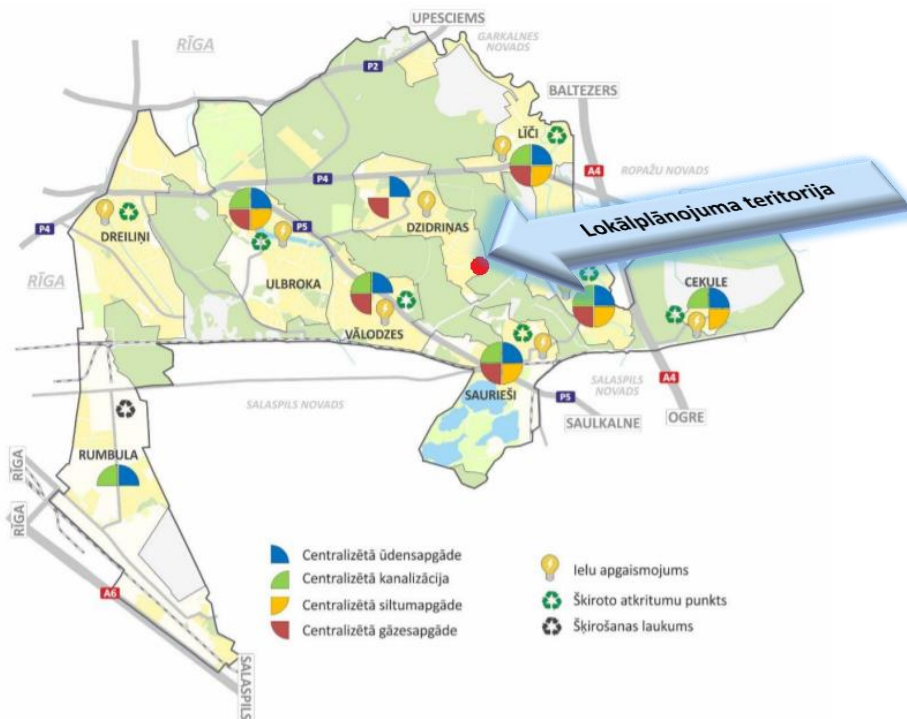 UPESCIEMS
RĪGA
GARKALNES
NOVADS
P2
BALTEZERS
LĪČI
A4
ROPAŽU NOVADS
P4
Lokālplānojuma teritorija
P4
DREILIŅI
P5
DZIDRIŅAS
RĪGA
ULBROKA
CEKULE
VĀLODZES
SAURIEŠI
SALASPILS
NOVADS
A4
SALASPILS NOVADS
P5
SAULKALNE
OGRE
RUMBULA
RĪGA
RĪGA
A6
SALASPILS
Centralizētā ūdensapgāde
Centralizētā kanalizācija
Centralizētā siltumapgāde
Centralizētā gāzesapgāde
Ielu apgaismojums
Šķiroto atkritumu punkts
Šķirošanas laukums